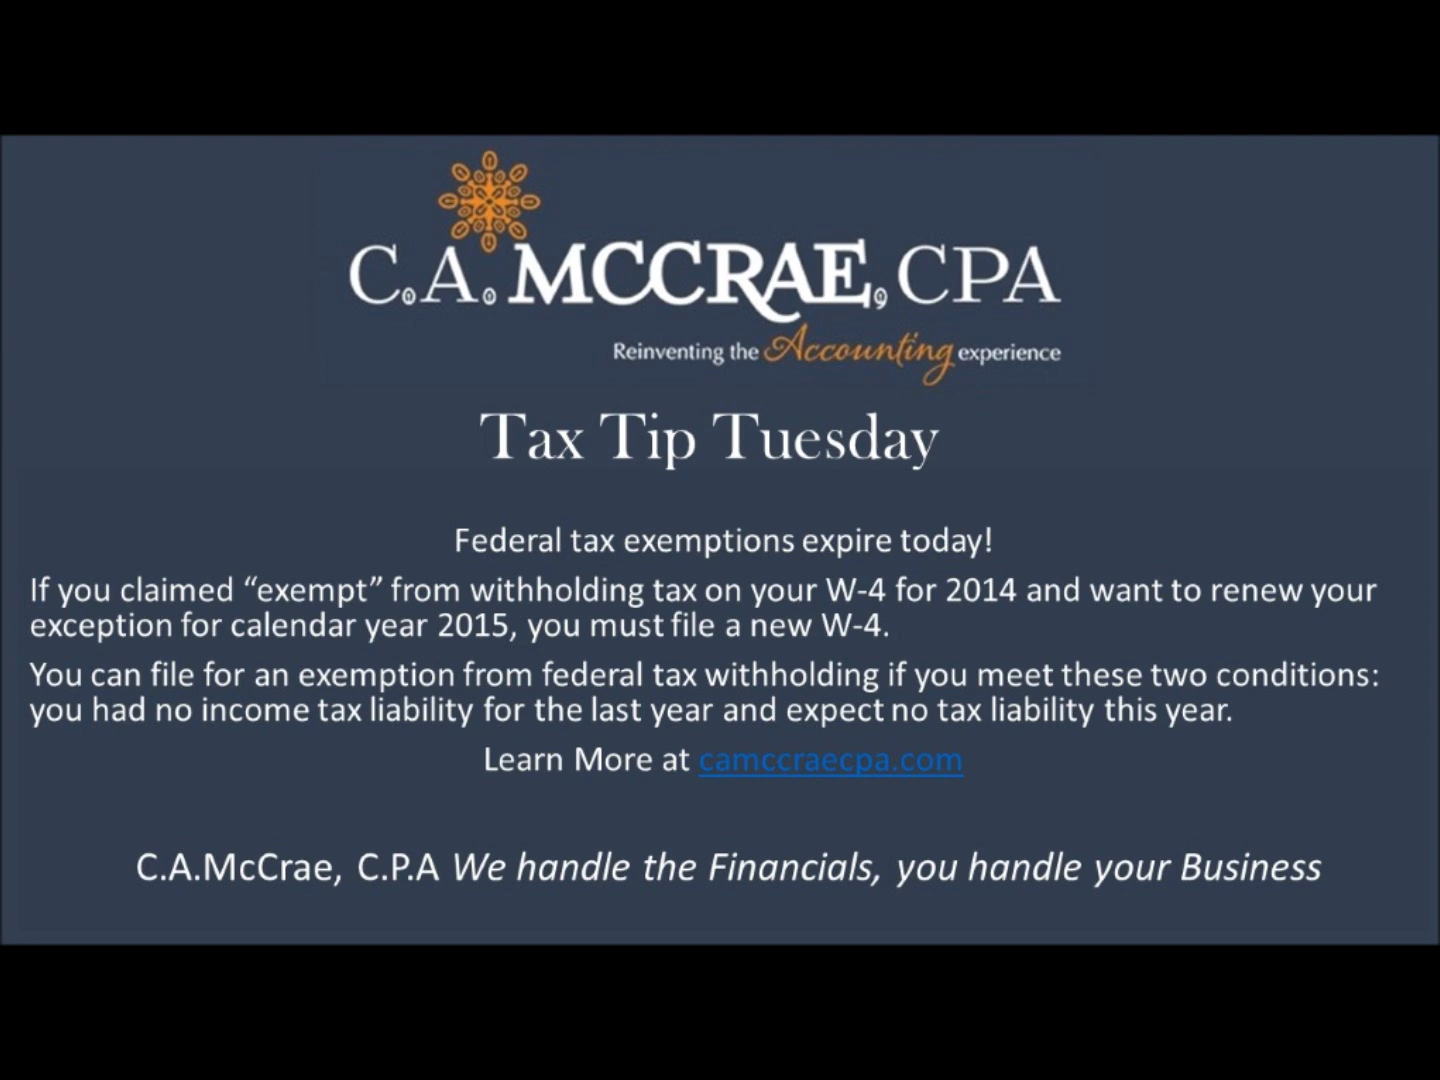 C.A. MCCRAE, CPA
Reinventing the Accounting experience
Tax Tip Tuesday
Federal tax exemptions expire today!
If you claimed “exempt” from withholding tax on your W-4 for 2014 and want to renew your
exception for calendar year 2015, you must file a new W-4.
You can file for an exemption from federal tax withholding if you meet these two conditions:
you had no income tax liability for the last year and expect no tax liability this year.
Learn More at camccraecpa.com
C.A.McCrae, C.P.A We handle the Financials, you handle your Business